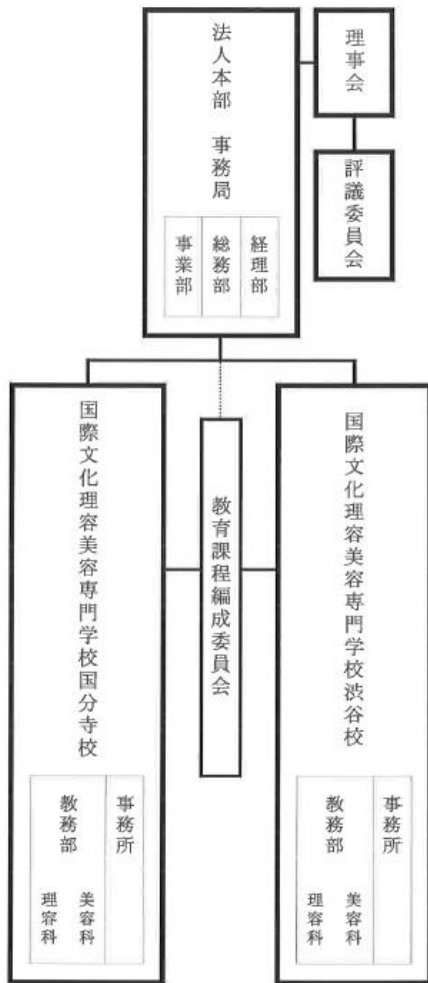 理事会
評議委員会
法人本部　事務局
経理部
総務部
事業部
国際文化理容美容専門学校渋谷校
事務所
教務部
美容科
理容科
教育課程編成委員会
国際文化理容美容専門学校国分寺校
事務所
教務部
美容科
理容科